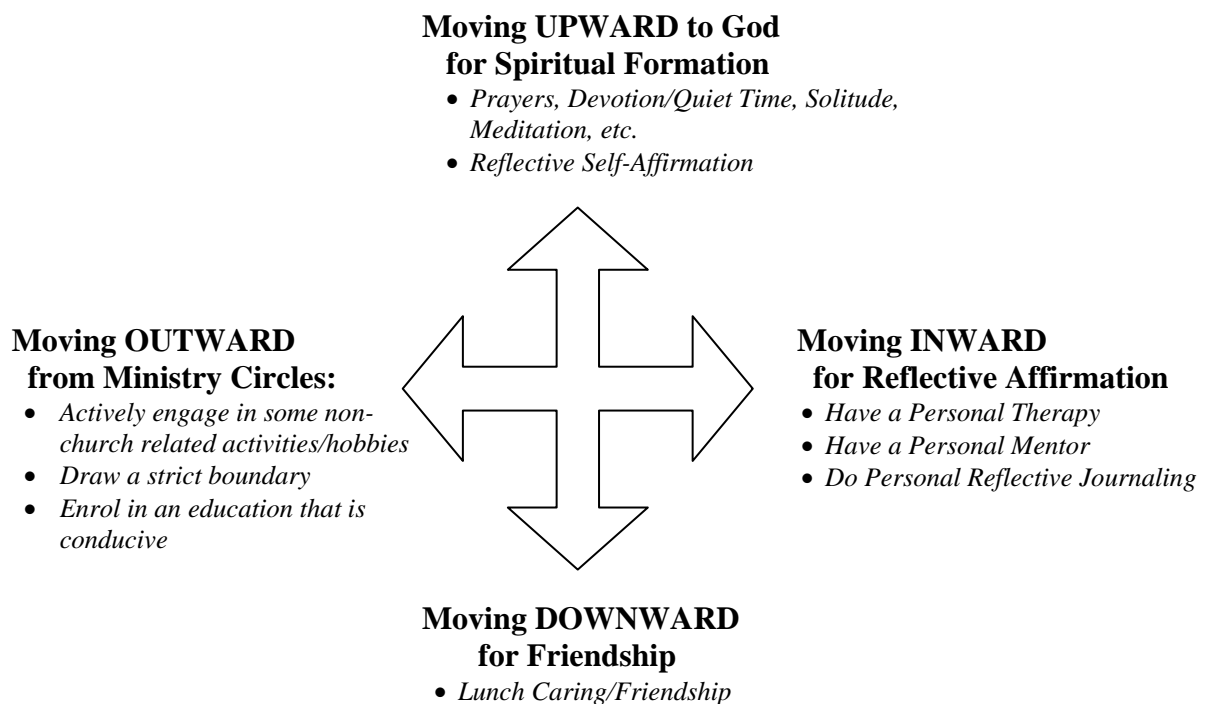 Moving UPWARD to God
for Spiritual Formation
• Prayers, Devotion/Quiet Time, Solitude,
Meditation, etc.
• Reflective Self-Affirmation
Moving OUTWARD
from Ministry Circles:
• Actively engage in some non-
church related activities/hobbies
• Draw a strict boundary
• Enrol in an education that is
conducive
Moving INWARD
for Reflective Affirmation
• Have a Personal Therapy
• Have a Personal Mentor
• Do Personal Reflective Journaling
Moving DOWNWARD
for Friendship
• Lunch Caring/Friendship